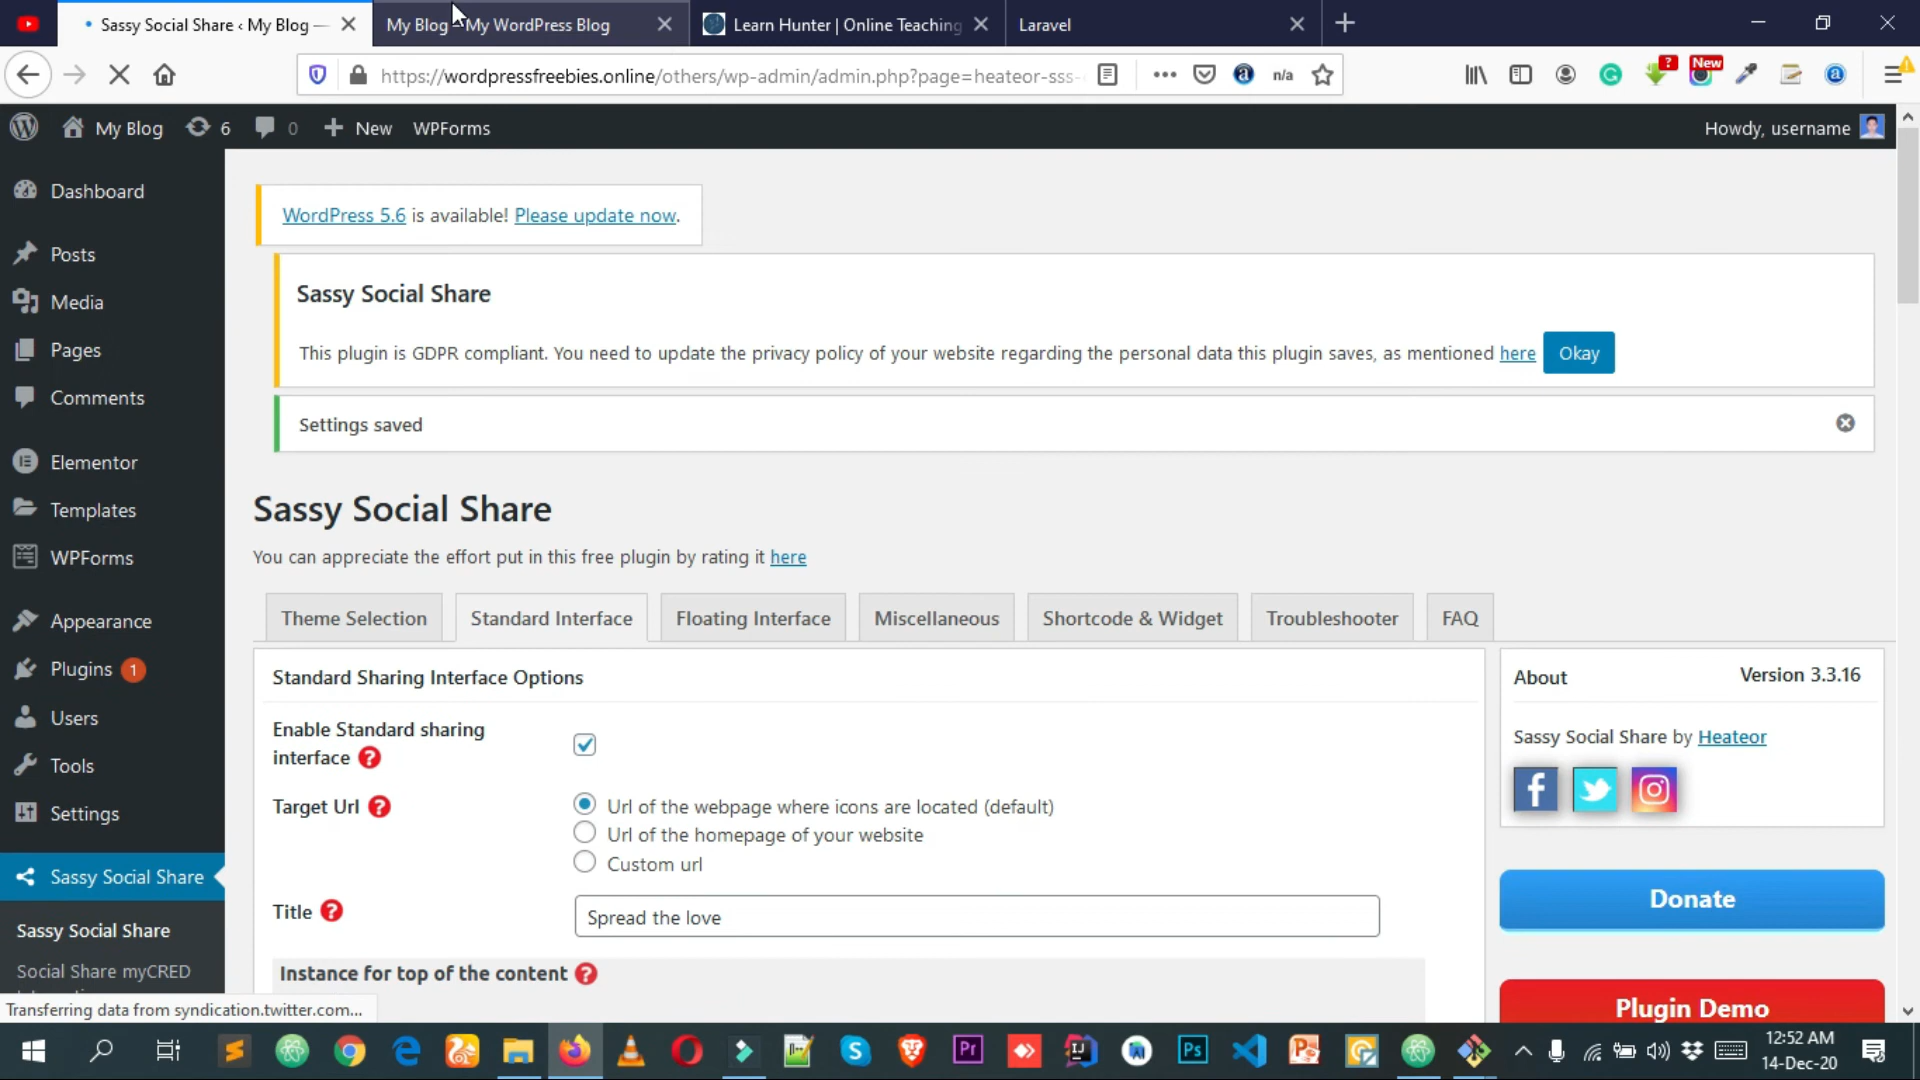 Sassy Social Share ‹ My Blog —
My Blog – My WordPress Blog
Learn Hunter | Online Teaching
Laravel
https://wordpressfreebies.online/others/wp-admin/admin.php?page=heateor-sss-
n/a
?
New
My Blog
6
0
New
WPForms
Howdy, username
Dashboard
Posts
Media
Pages
Comments
Elementor
Templates
WPForms
Appearance
Plugins 1
Users
Tools
Settings
Sassy Social Share
Sassy Social Share
Social Share myCRED
WordPress 5.6 is available! Please update now.
Sassy Social Share
This plugin is GDPR compliant. You need to update the privacy policy of your website regarding the personal data this plugin saves, as mentioned here
Okay
Settings saved
Sassy Social Share
You can appreciate the effort put in this free plugin by rating it here
Theme Selection
Standard Interface
Floating Interface
Miscellaneous
Shortcode & Widget
Troubleshooter
FAQ
Standard Sharing Interface Options
Enable Standard sharing
interface ?
Target Url ?
Url of the webpage where icons are located (default)
Url of the homepage of your website
Custom url
Title ?
Spread the love
Instance for top of the content ?
About
Version 3.3.16
Sassy Social Share by Heateor
Donate
Plugin Demo
Transferring data from syndication.twitter.com...
12:52 AM
14-Dec-20